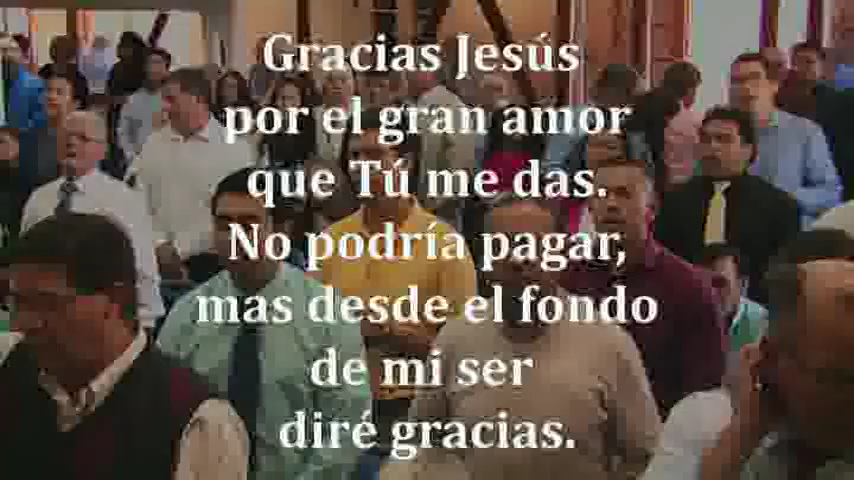 Gracias Jesús
por el gran amor
que Tú me das.
No podría pagar,
mas desde el fondo
de mi ser
diré gracias.